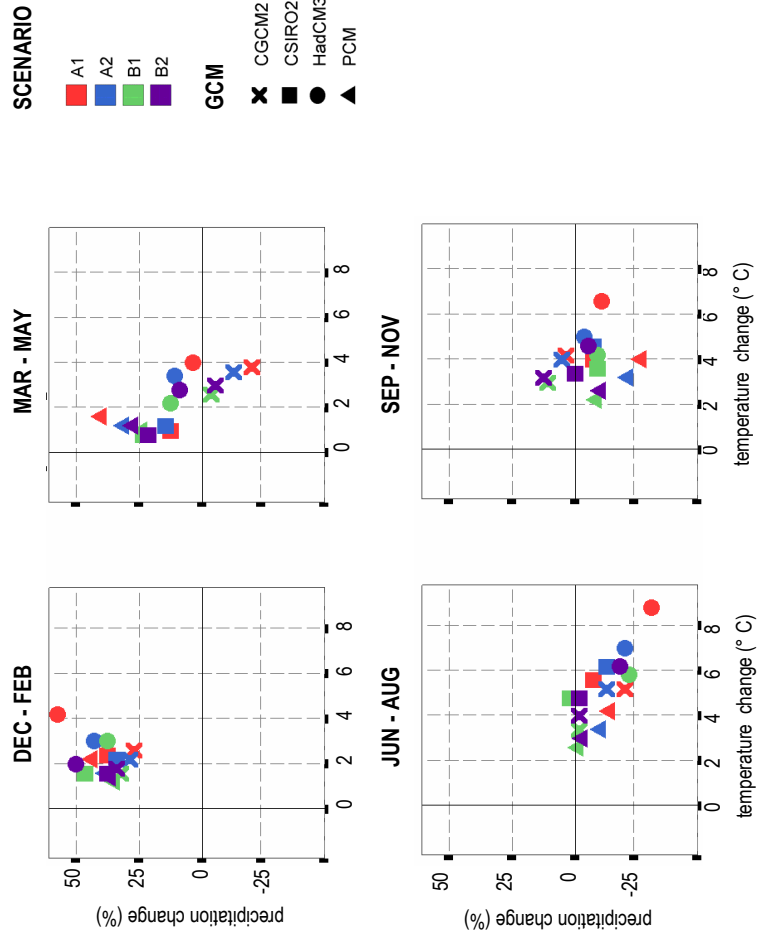 SCENARIO
A1
A2
B1
B2
GCM
CGCM2
CSIRO2
HadCM3
PCM
DEC - FEB
MAR - MAY
precipitation change (%)
50
25
0
-25
0 2 4 6 8
0 2 4 6 8
JUN - AUG
SEP - NOV
precipitation change (%)
50
25
0
-25
0 2 4 6 8
0 2 4 6 8
temperature change (° C)
temperature change (° C)